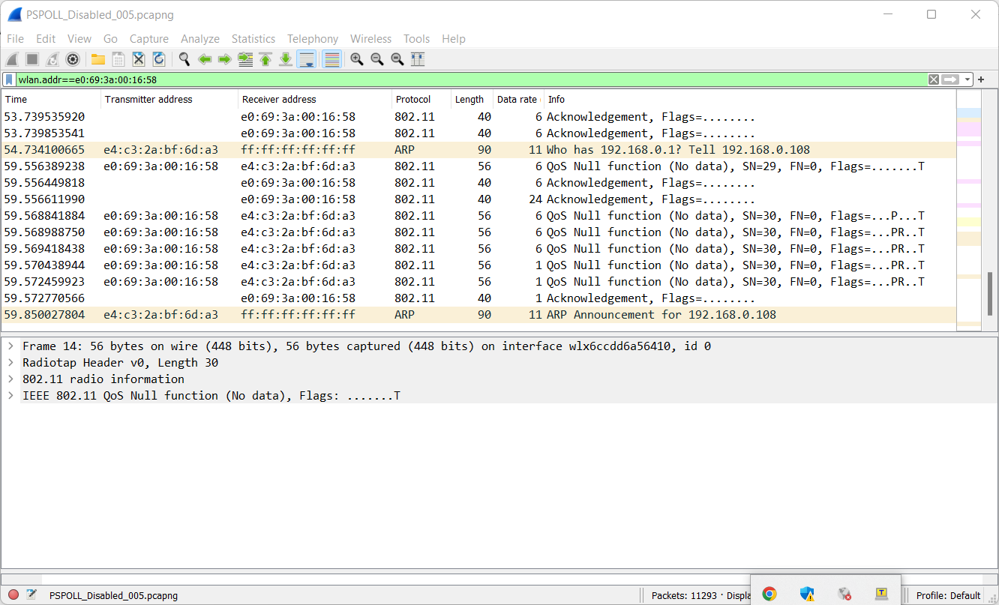 PSPOLL_Disabled_005.pcapng
File Edit View Go Capture Analyze Statistics Telephony Wireless Tools Help
wlan.addr==e0:69:3a:00:16:58
Time Transmitter address Receiver address Protocol Length Data rate Info
53.739535920 e0:69:3a:00:16:58 802.11 40 6 Acknowledgement, Flags=........
53.739853541 e0:69:3a:00:16:58 802.11 40 6 Acknowledgement, Flags=........
54.734100665 e4:c3:2a:bf:6d:a3 ff:ff:ff:ff:ff:ff ARP 90 11 Who has 192.168.0.1? Tell 192.168.0.108
59.556389238 e0:69:3a:00:16:58 e4:c3:2a:bf:6d:a3 802.11 56 6 QoS Null function (No data), SN=29, FN=0, Flags=.......T
59.556449818 e0:69:3a:00:16:58 802.11 40 6 Acknowledgement, Flags=........
59.556611990 e0:69:3a:00:16:58 802.11 40 24 Acknowledgement, Flags=........
59.568841884 e0:69:3a:00:16:58 e4:c3:2a:bf:6d:a3 802.11 56 6 QoS Null function (No data), SN=30, FN=0, Flags=...P...T
59.568988750 e0:69:3a:00:16:58 e4:c3:2a:bf:6d:a3 802.11 56 6 QoS Null function (No data), SN=30, FN=0, Flags=...PR..T
59.569418438 e0:69:3a:00:16:58 e4:c3:2a:bf:6d:a3 802.11 56 6 QoS Null function (No data), SN=30, FN=0, Flags=...PR..T
59.570438944 e0:69:3a:00:16:58 e4:c3:2a:bf:6d:a3 802.11 56 1 QoS Null function (No data), SN=30, FN=0, Flags=...PR..T
59.572459923 e0:69:3a:00:16:58 e4:c3:2a:bf:6d:a3 802.11 56 1 QoS Null function (No data), SN=30, FN=0, Flags=...PR..T
59.572770566 e0:69:3a:00:16:58 802.11 40 1 Acknowledgement, Flags=........
59.850027804 e4:c3:2a:bf:6d:a3 ff:ff:ff:ff:ff:ff ARP 90 11 ARP Announcement for 192.168.0.108
Frame 14: 56 bytes on wire (448 bits), 56 bytes captured (448 bits) on interface wlx6ccdd6a56410, id 0
Radiotap Header v0, Length 30
802.11 radio information
IEEE 802.11 QoS Null function (No data), Flags: .......T
PSPOLL_Disabled_005.pcapng Packets: 11293 · Displa Profile: Default